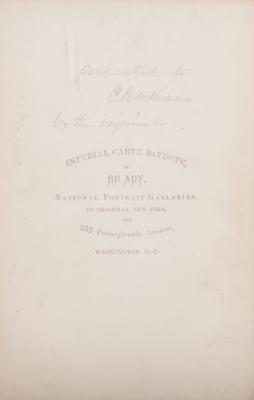 presented to
C B Williams
by the original
IMPERIAL CARTE DeVISITE,
BY
BRADY.
NATIONAL PORTRAIT GALLERIES,
BROADWAY, NEW YORK,
AND
352 Pennsylvania Avenue,
WASHINGTON D. C.